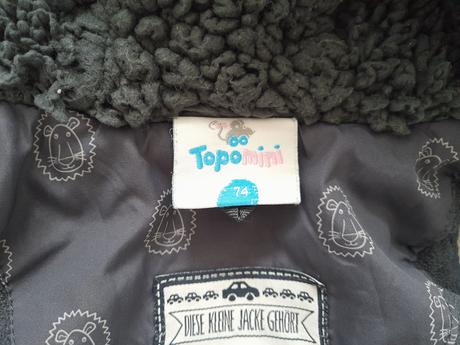 Topomini
74
DIESE KLEINE JACKE GEHÖRT